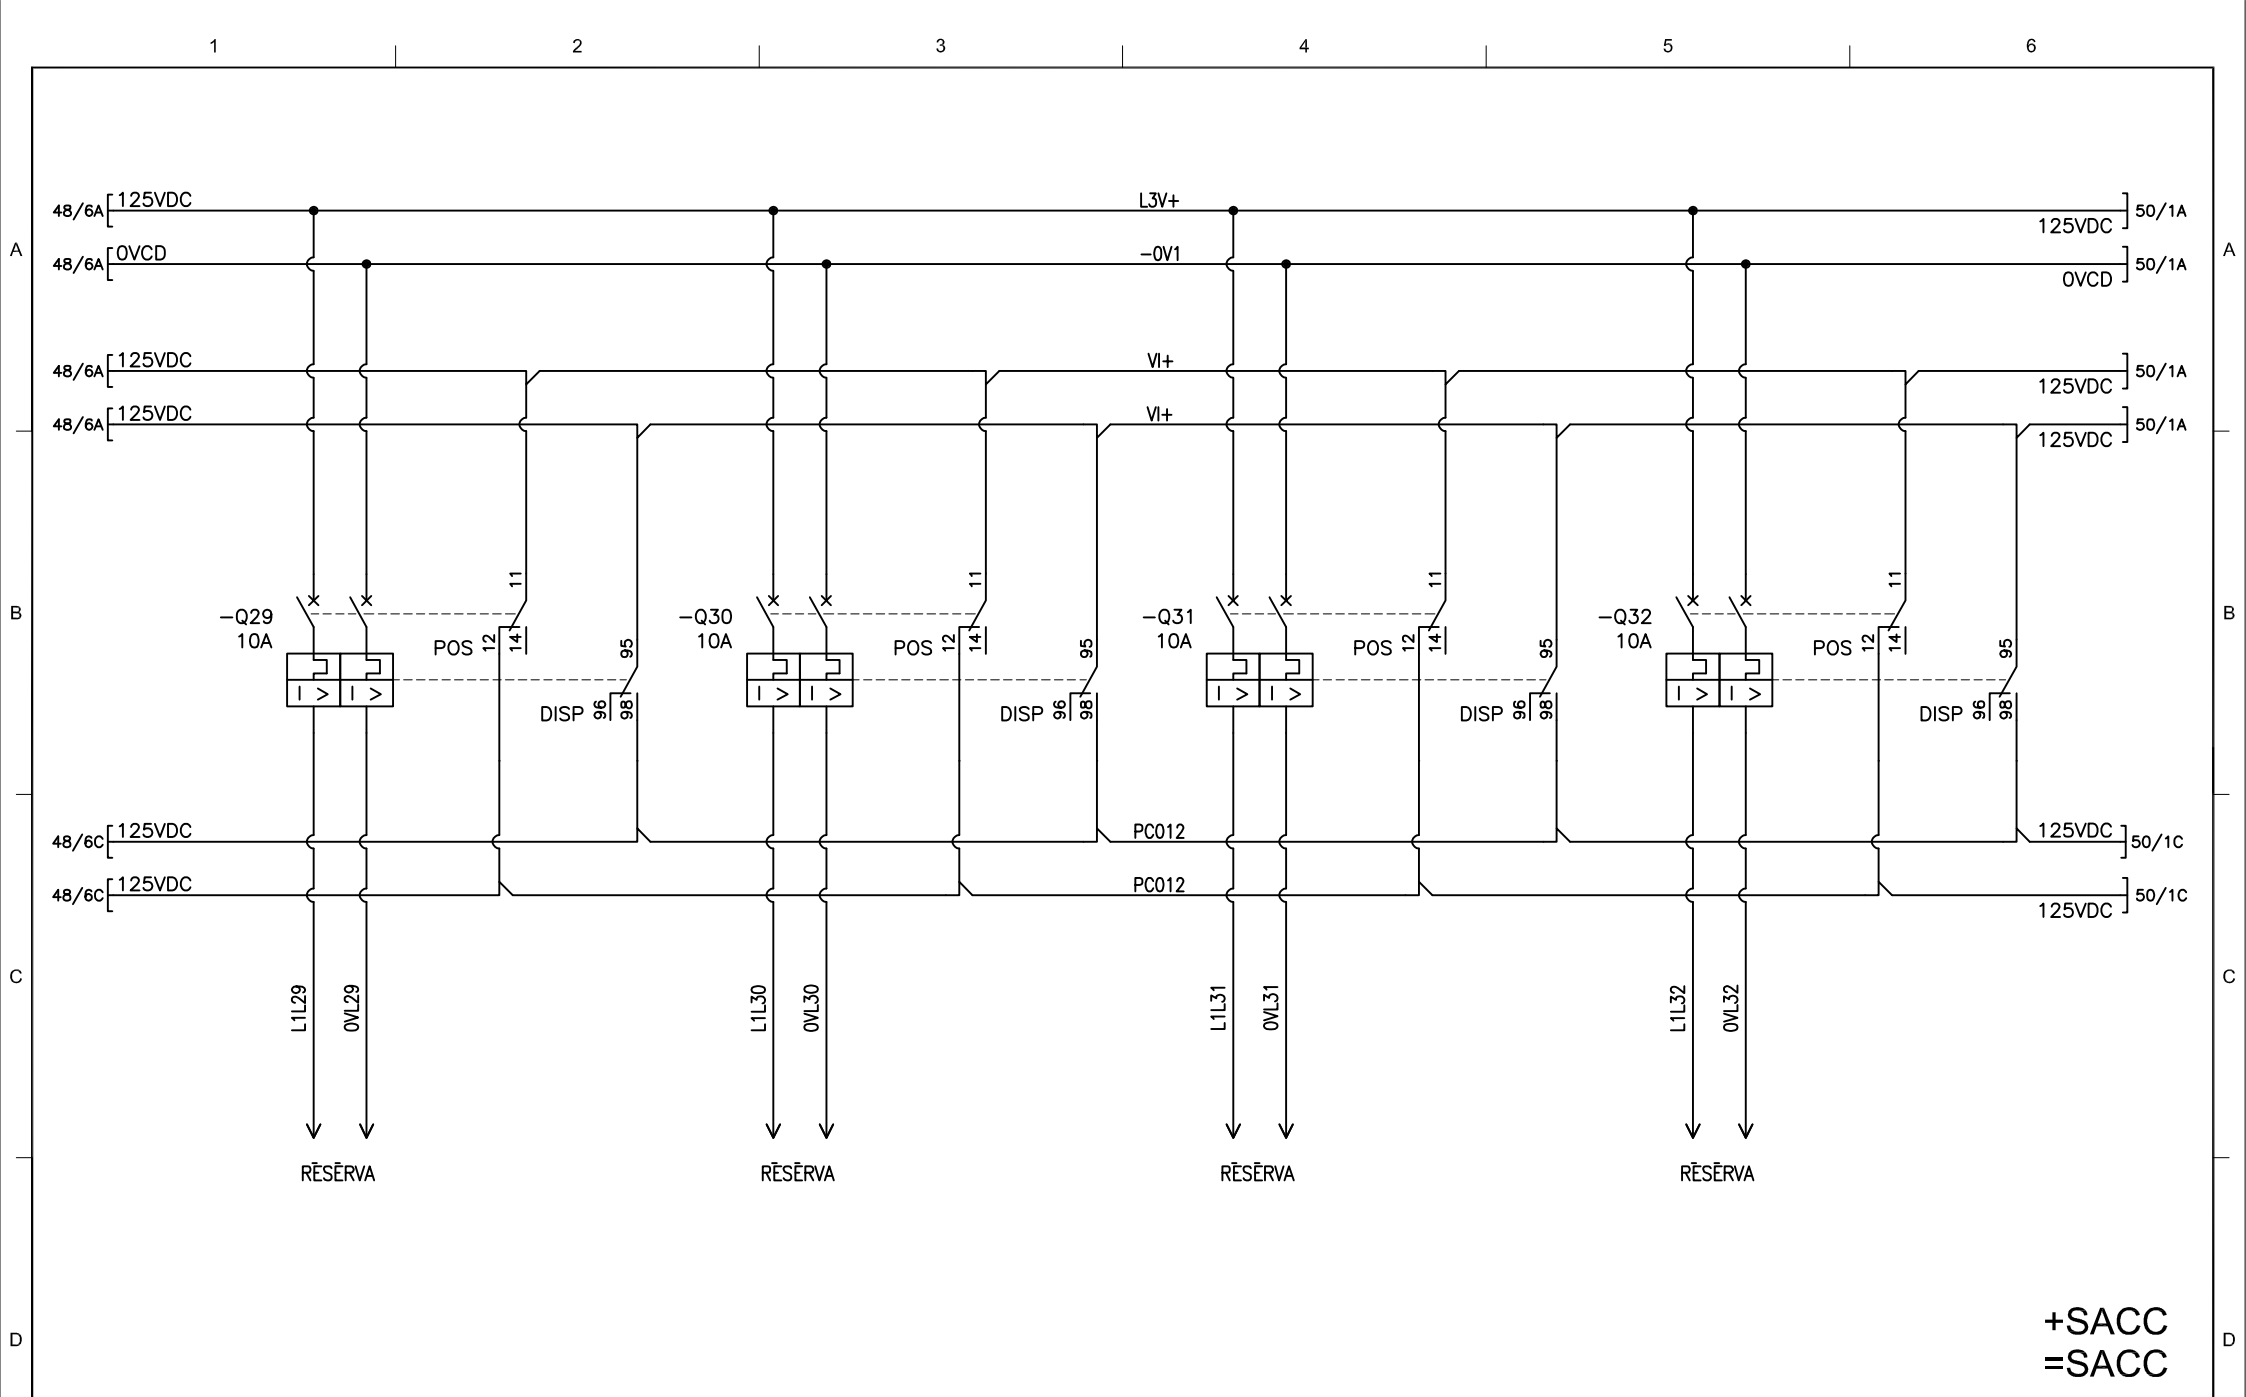 1 2 3 4 5 6
48/6A 125VDC L3V+ 125VDC 50/1A
A 48/6A 0VCD -0V1 0VCD 50/1A A
48/6A 125VDC VI+ 125VDC 50/1A
48/6A 125VDC VI+ 125VDC 50/1A
11 11 11 11
B -Q29 -Q30 -Q31 -Q32 B
10A POS 12 14 95 10A POS 12 14 95 10A POS 12 14 95 10A POS 12 14 95
I > I > I > I > I > I > I > I >
DISP 96 98 DISP 96 98 DISP 96 98 DISP 96 98
48/6C 125VDC PC012 125VDC 50/1C
48/6C 125VDC PC012 125VDC 50/1C
C C
L1L29 0VL29 L1L30 0VL30 L1L31 0VL31 L1L32 0VL32
RESERVA RESERVA RESERVA RESERVA
+SACC
D D
=SACC